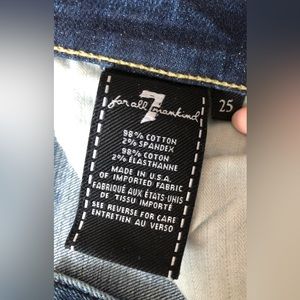 7
for all mankind
25
98% COTTON
2% SPANDEX
98% COTON
2% ÉLASTHANNE
MADE IN U.S.A.
OF IMPORTED FABRIC
FABRIQUÉ AUX ÉTATS-UNIS
DE TISSU IMPORTÉ
SEE REVERSE FOR CARE
ENTRETIEN AU VERSO